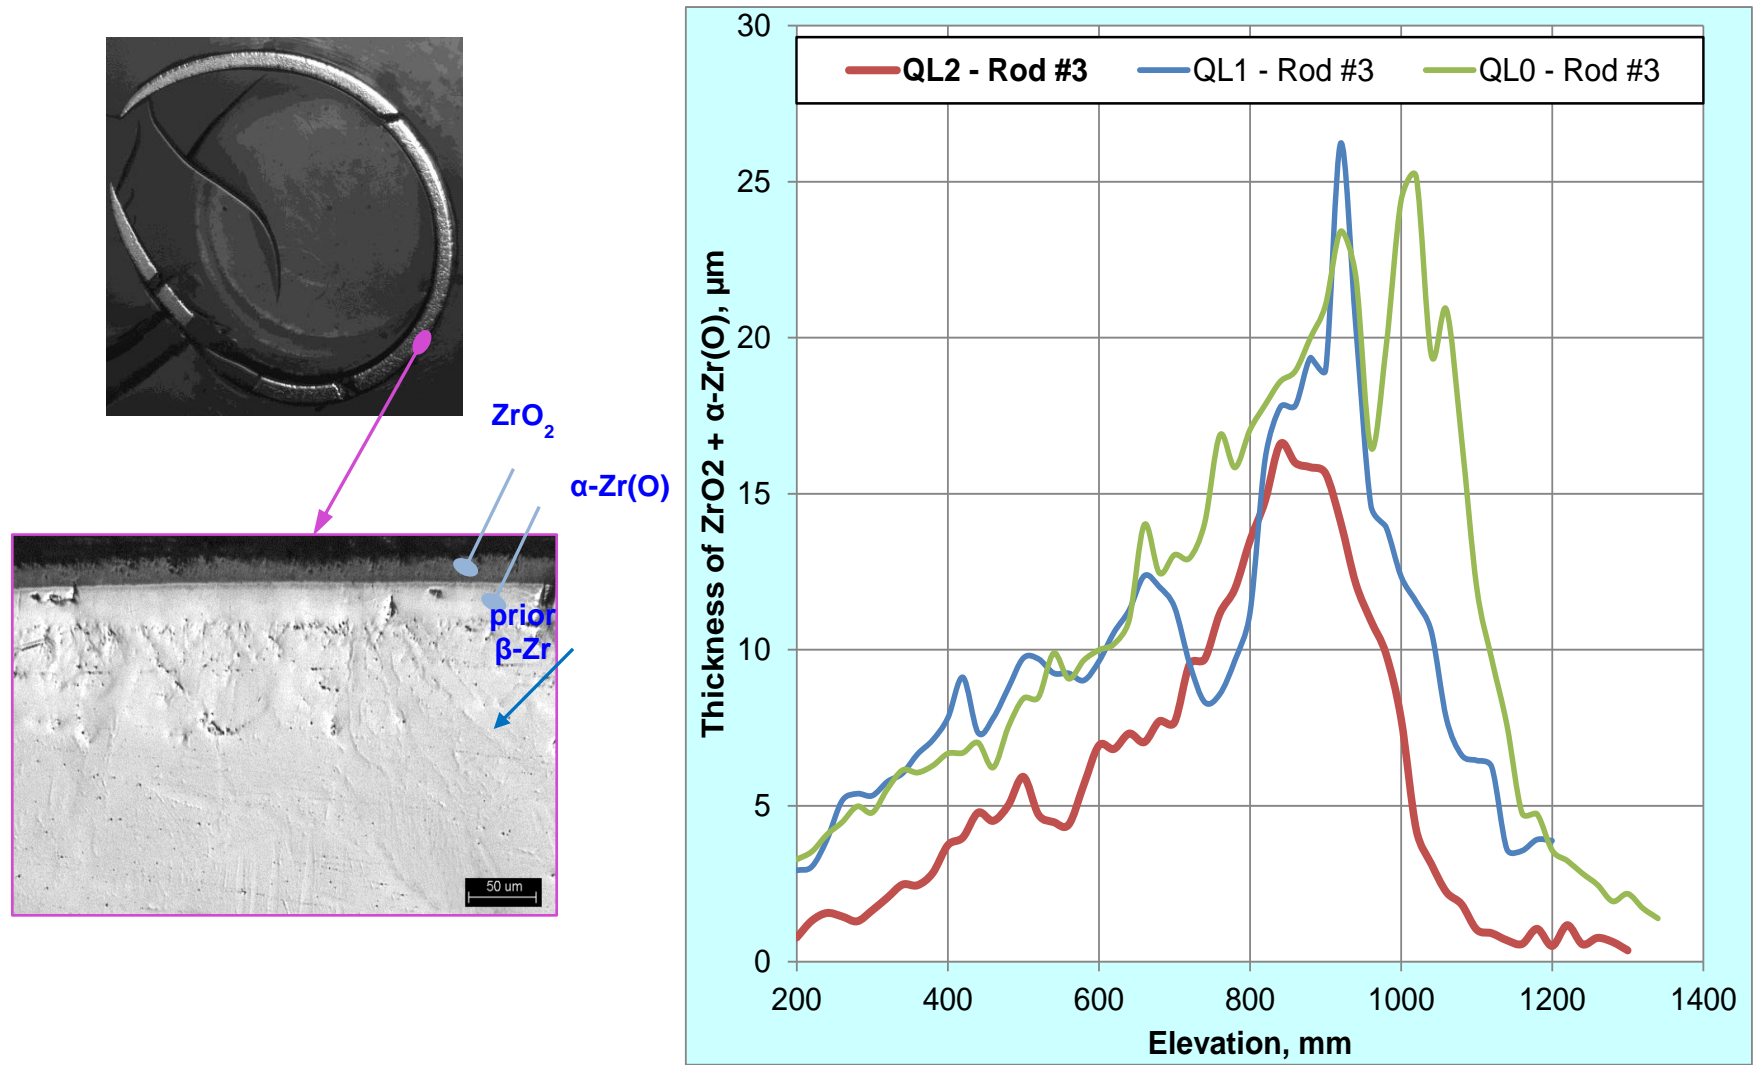 ZrO2
α-Zr(O)
prior
β-Zr
50 um
QL2 - Rod #3 QL1 - Rod #3 QL0 - Rod #3
Thickness of ZrO2 + α-Zr(O), µm
30
25
20
15
10
5
0
200 400 600 800 1000 1200 1400
Elevation, mm